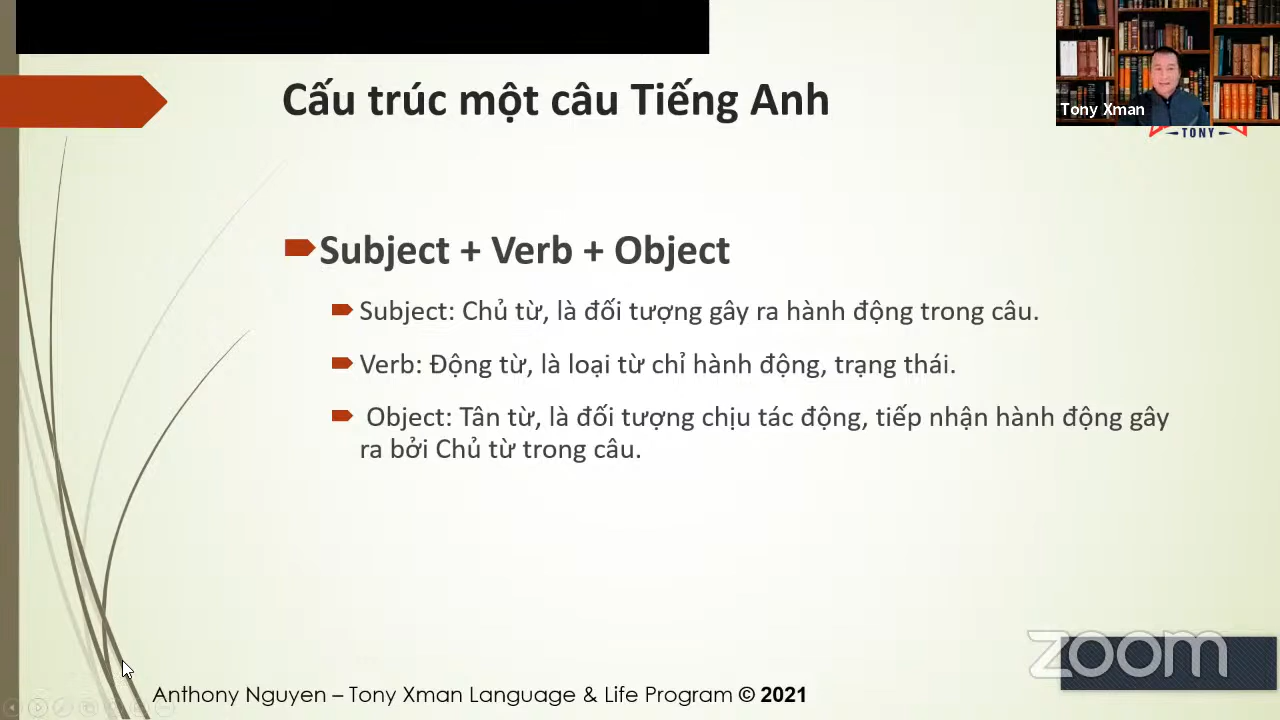 Cấu trúc một câu Tiếng Anh
Tony Xman
TONY
Subject + Verb + Object
Subject: Chủ từ, là đối tượng gây ra hành động trong câu.
Verb: Động từ, là loại từ chỉ hành động, trạng thái.
Object: Tân từ, là đối tượng chịu tác động, tiếp nhận hành động gây
ra bởi Chủ từ trong câu.
zoom
Anthony Nguyen – Tony Xman Language & Life Program © 2021